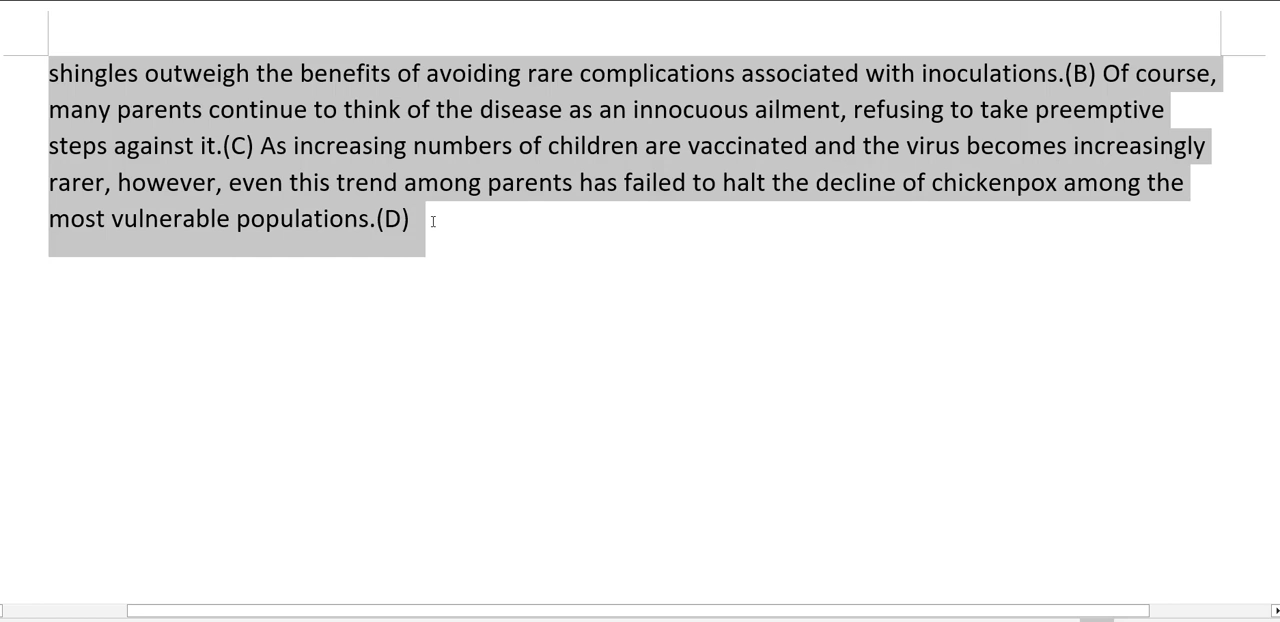 shingles outweigh the benefits of avoiding rare complications associated with inoculations.(B) Of course,
many parents continue to think of the disease as an innocuous ailment, refusing to take preemptive
steps against it.(C) As increasing numbers of children are vaccinated and the virus becomes increasingly
rarer, however, even this trend among parents has failed to halt the decline of chickenpox among the
most vulnerable populations.(D)